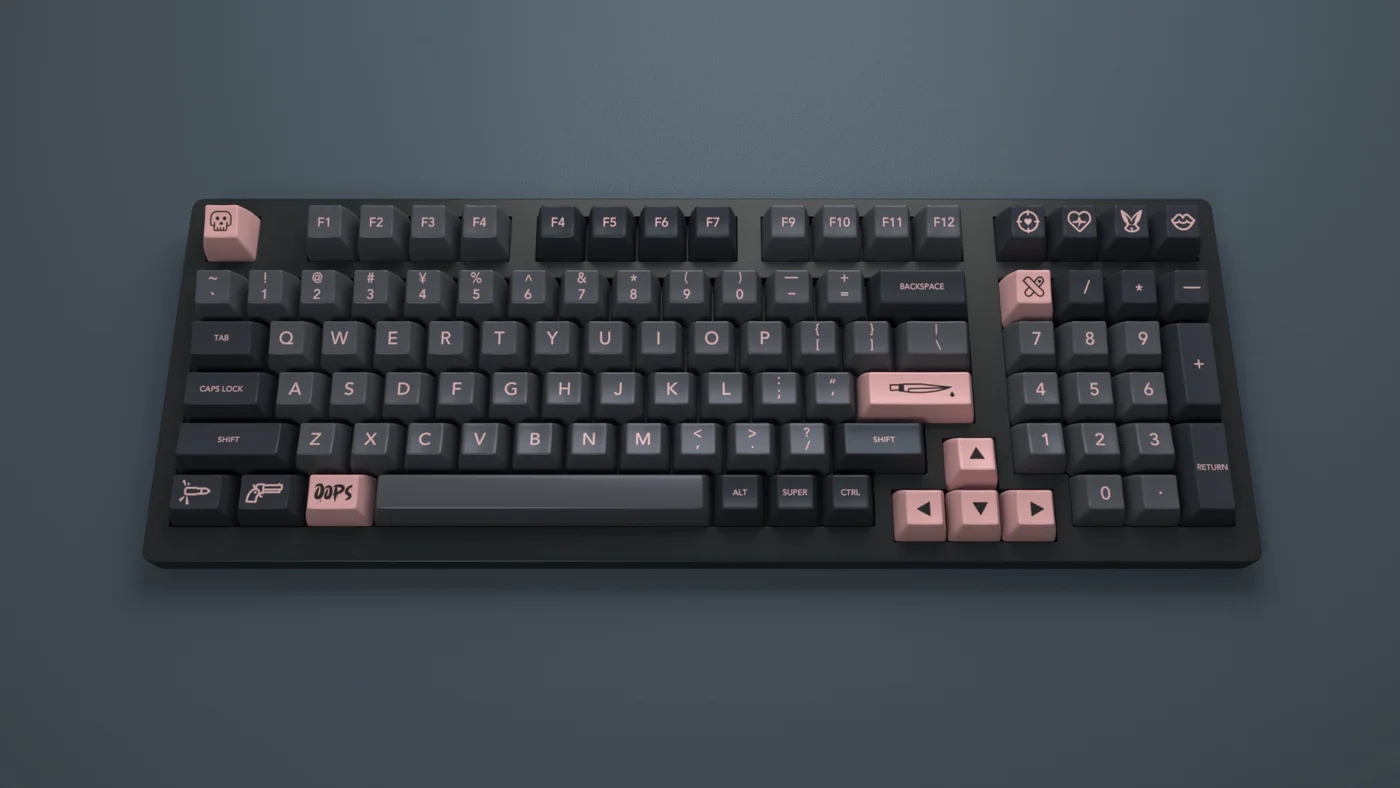 F1 F2 F3 F4 F4 F5 F6 F7 F9 F10 F11 F12
~ ! @ # ¥ % ^ & * ( ) — +
` 1 2 3 4 5 6 7 8 9 0 – = BACKSPACE / * —
TAB Q W E R T Y U I O P { [ } ] | \ 7 8 9 +
CAPS LOCK A S D F G H J K L : ; " ' 4 5 6
SHIFT Z X C V B N M < , > . ? / SHIFT 1 2 3 RETURN
OOPS ALT SUPER CTRL 0 .